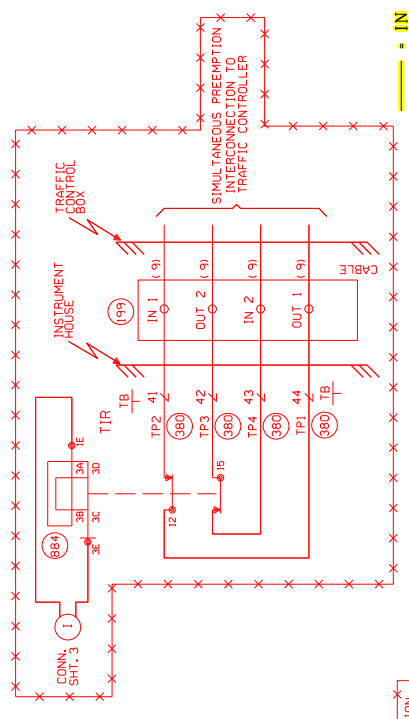 = IN
SIMULTANEOUS PREEMPTION
INTERCONNECTION TO
TRAFFIC CONTROLLER
TRAFFIC
CONTROL
BOX
INSTRUMENT
HOUSE
(9)
(9)
(9)
(9)
CABLE
199
IN 1
OUT 2
IN 2
OUT 1
TB
41
42
43
44
TB
TP2
TP3
TP4
TP1
380
380
380
380
TIR
1E
3A
3D
3B
3C
3E
884
15
12
I
CONN.
SHT. 3
ION